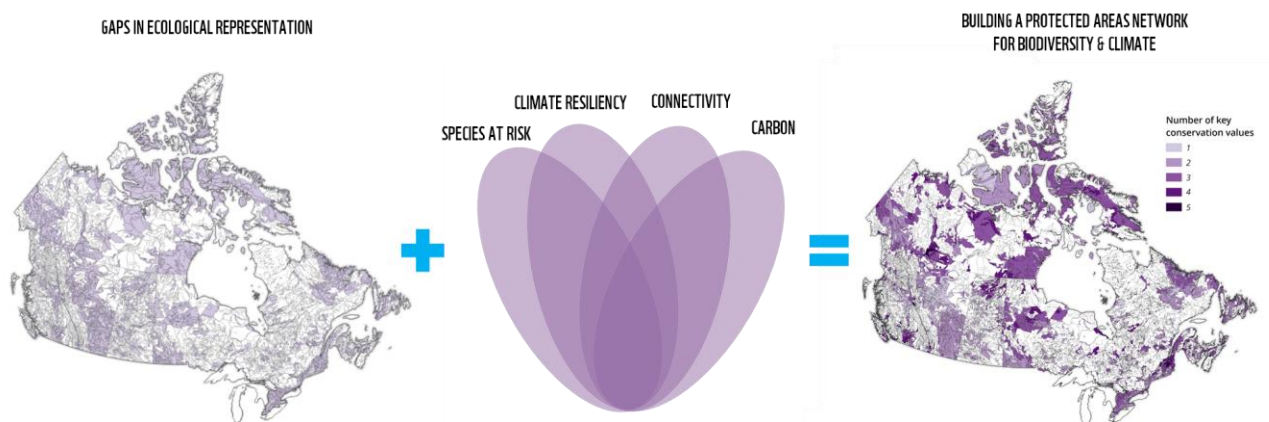 GAPS IN ECOLOGICAL REPRESENTATION
SPECIES AT RISK
CLIMATE RESILIENCY
CONNECTIVITY
CARBON
BUILDING A PROTECTED AREAS NETWORK
FOR BIODIVERSITY & CLIMATE
Number of key
conservation values
1
2
3
4
5